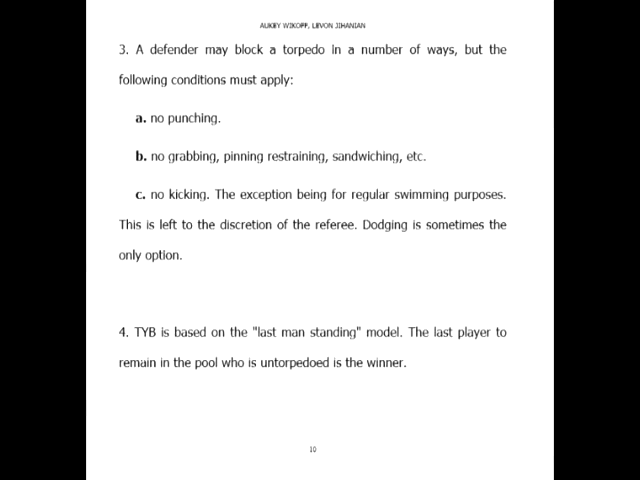 AUKEY WIKOFF, LEVON JIHANIAN
3. A defender may block a torpedo in a number of ways, but the
following conditions must apply:
a. no punching.
b. no grabbing, pinning restraining, sandwiching, etc.
c. no kicking. The exception being for regular swimming purposes.
This is left to the discretion of the referee. Dodging is sometimes the
only option.
4. TYB is based on the "last man standing" model. The last player to
remain in the pool who is untorpedoed is the winner.
10